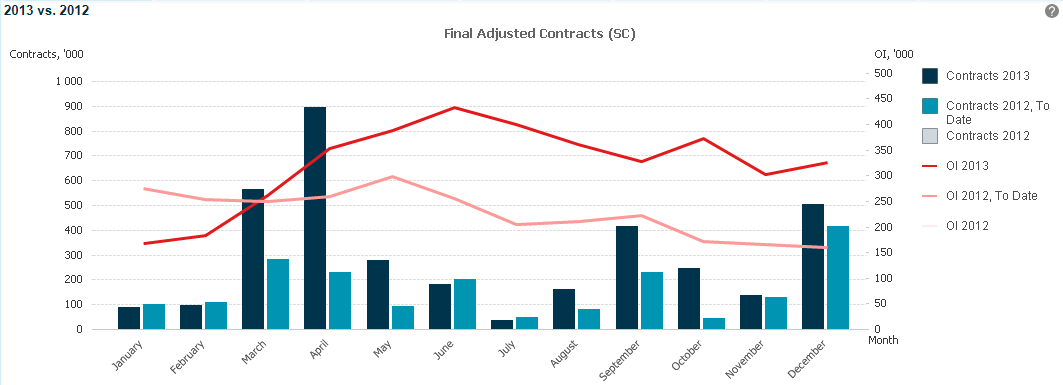 2013 vs. 2012
?
Final Adjusted Contracts (SC)
Contracts, '000
OI, '000
1 000
900
800
700
600
500
400
300
200
100
0
500
450
400
350
300
250
200
150
100
50
0
January
February
March
April
May
June
July
August
September
October
November
December
Month
Contracts 2013
Contracts 2012, To
Date
Contracts 2012
OI 2013
OI 2012, To Date
OI 2012